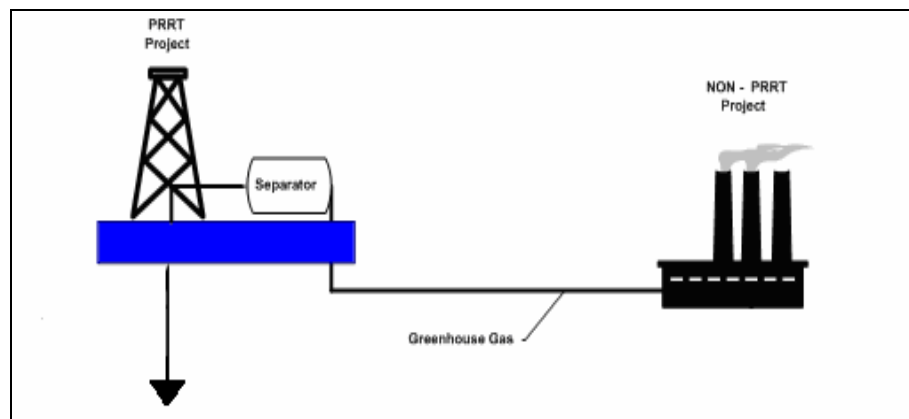 PRRT
Project
NON - PRRT
Project
Separator
Greenhouse Gas